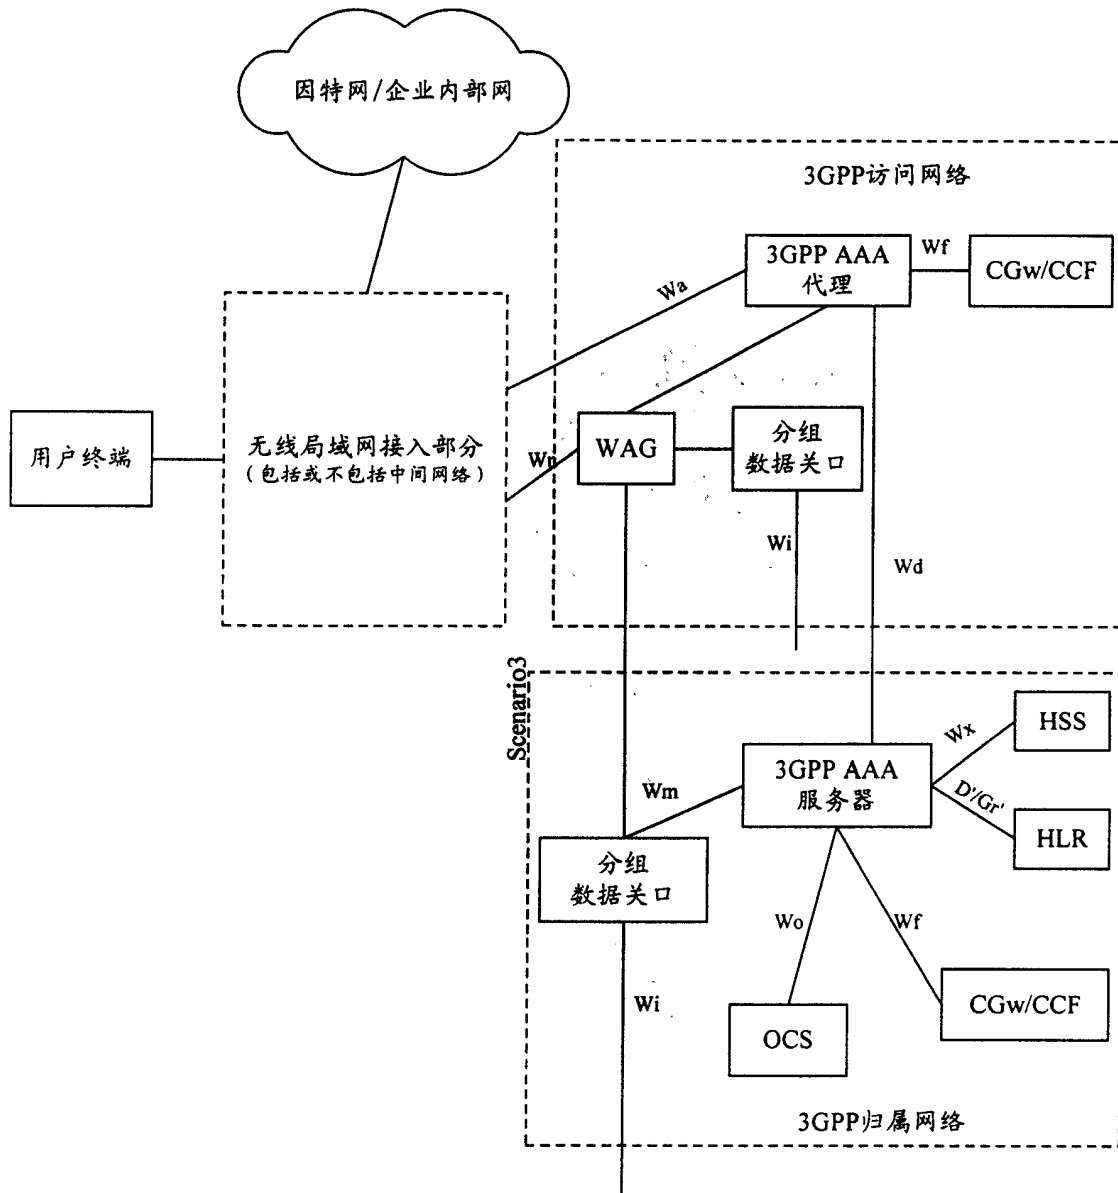 因特网/企业内部网
3GPP访问网络
3GPP AAA
代理
Wf
CGw/CCF
Wa
用户终端
无线局域网接入部分
(包括或不包括中间网络)
Wn
WAG
分组
数据关口
Wi
Wd
Scenario3
3GPP AAA
服务器
Wx
HSS
D'/Gr'
HLR
Wm
分组
数据关口
Wo
Wf
Wi
OCS
CGw/CCF
3GPP归属网络